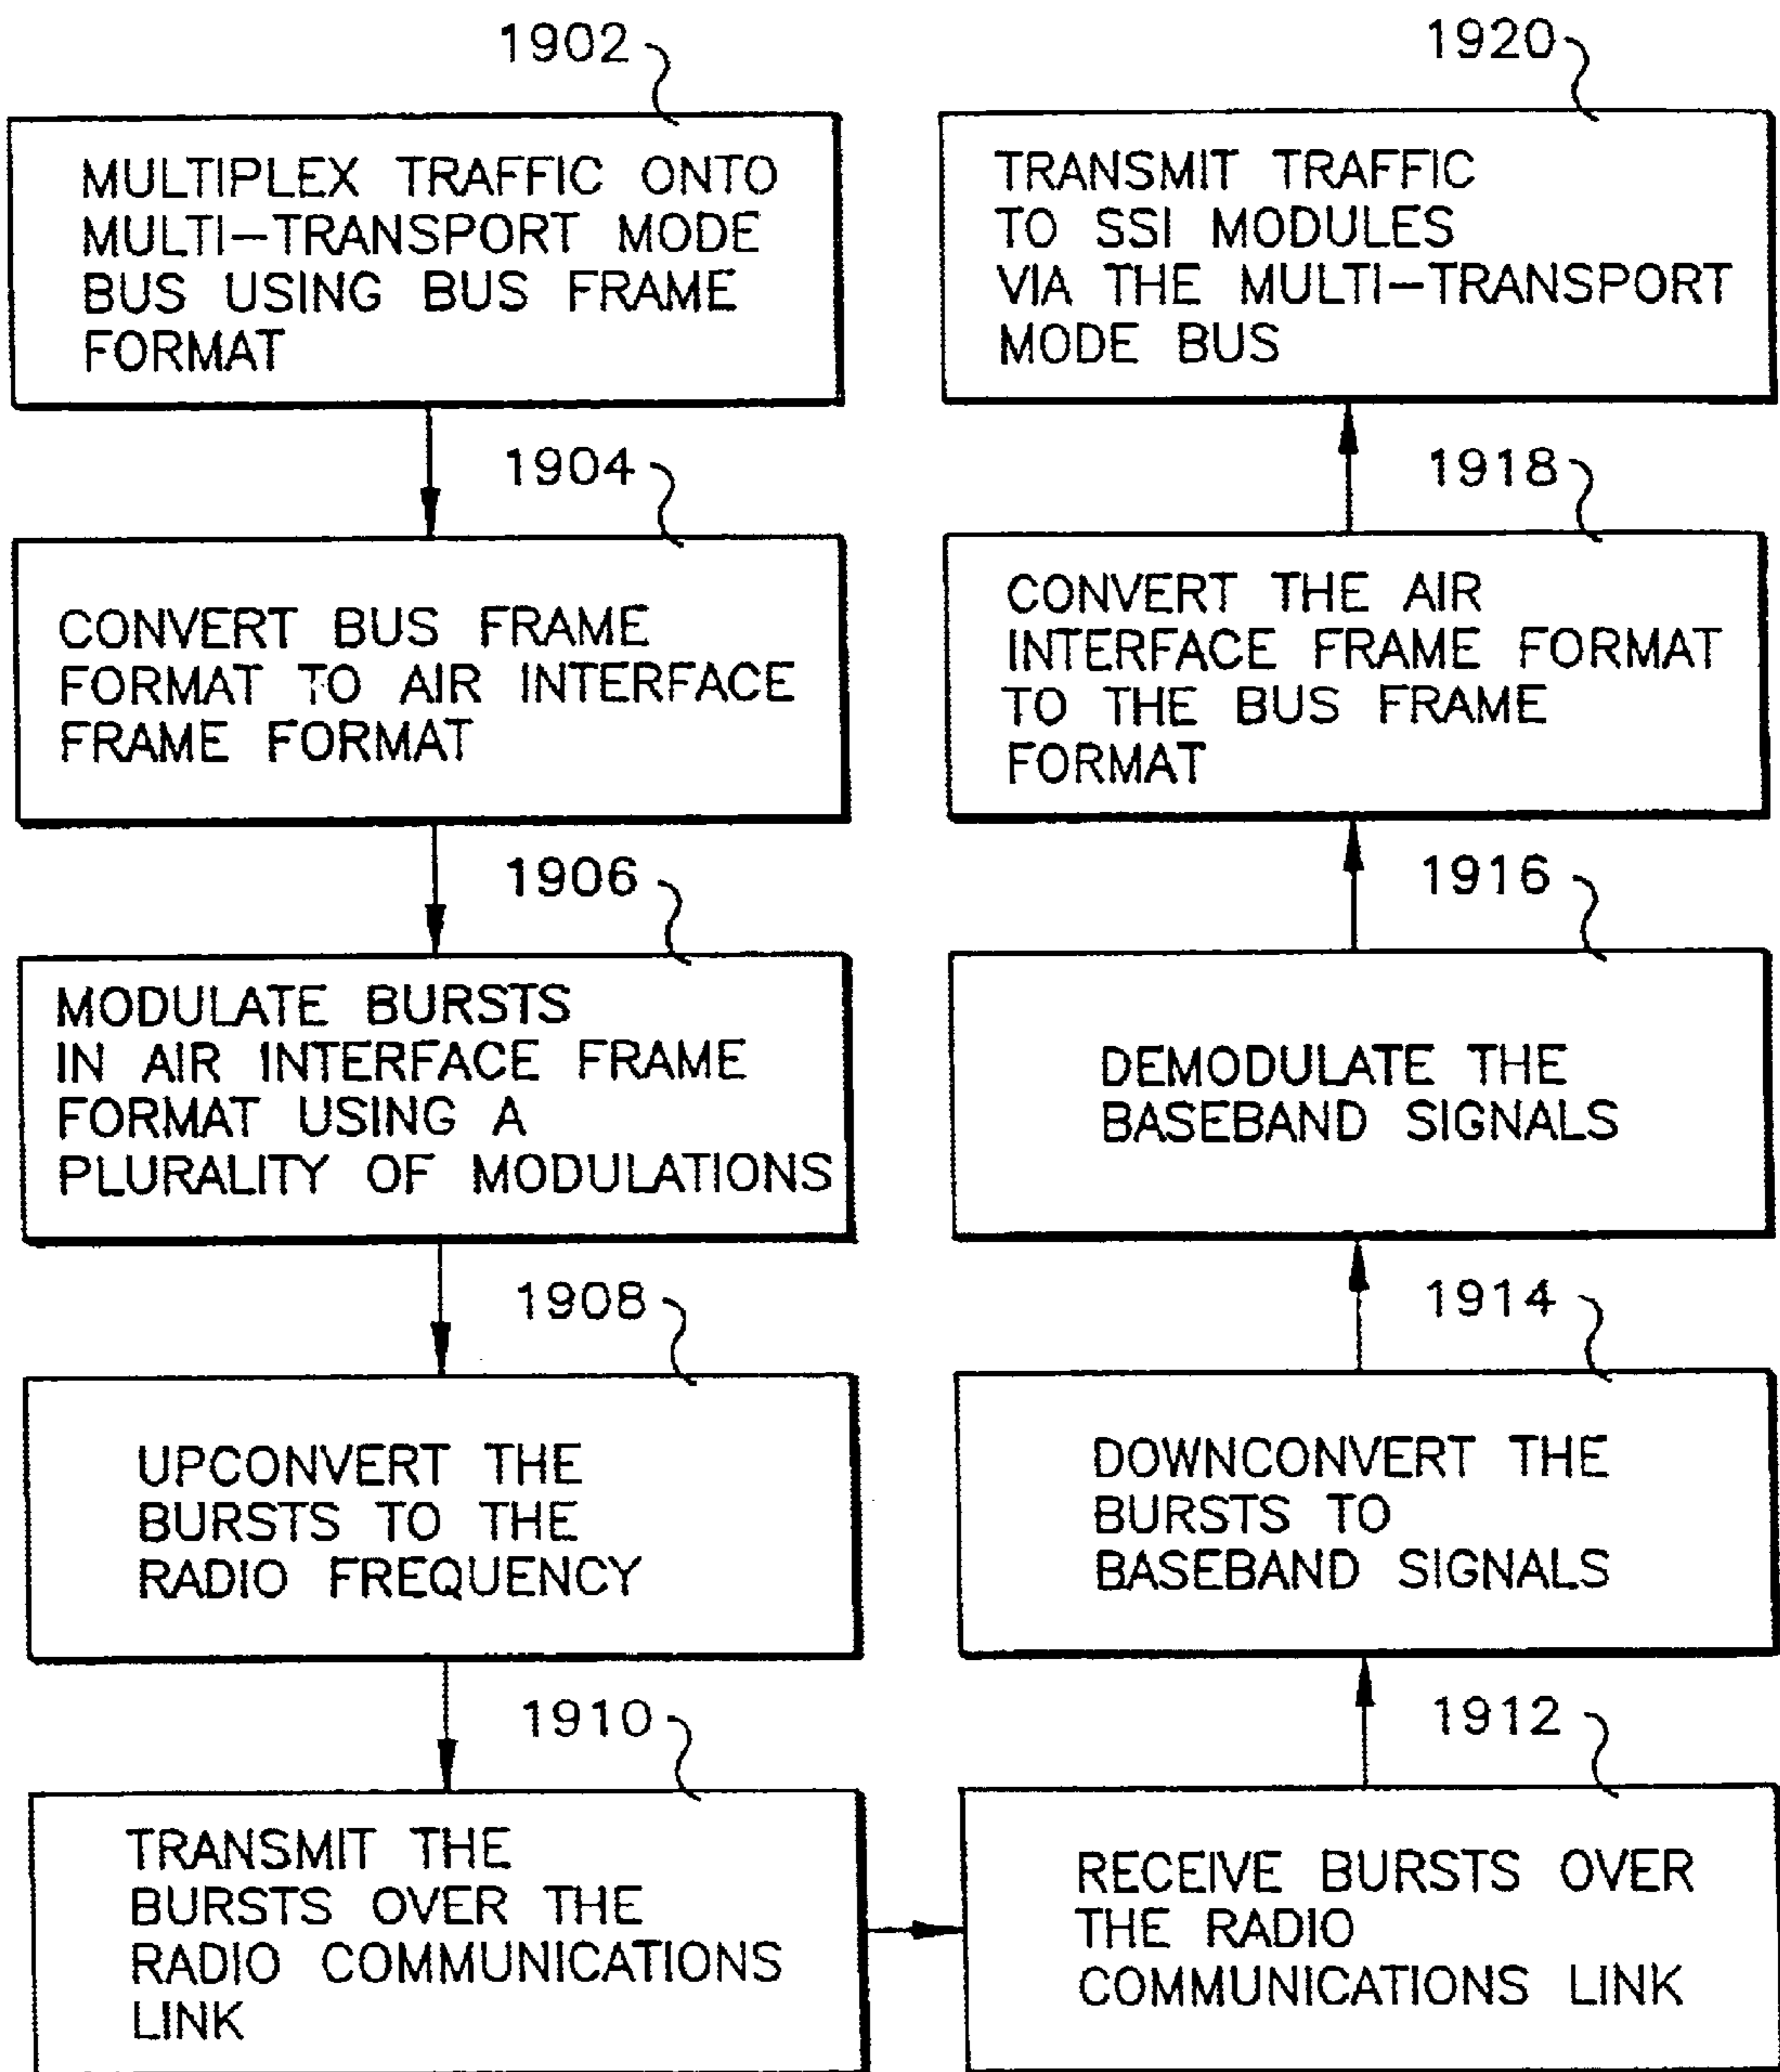 1902
MULTIPLEX TRAFFIC ONTO
MULTI-TRANSPORT MODE
BUS USING BUS FRAME
FORMAT
1904
CONVERT BUS FRAME
FORMAT TO AIR INTERFACE
FRAME FORMAT
1906
MODULATE BURSTS
IN AIR INTERFACE FRAME
FORMAT USING A
PLURALITY OF MODULATIONS
1908
UPCONVERT THE
BURSTS TO THE
RADIO FREQUENCY
1910
TRANSMIT THE
BURSTS OVER THE
RADIO COMMUNICATIONS
LINK
1912
RECEIVE BURSTS OVER
THE RADIO
COMMUNICATIONS LINK
1914
DOWNCONVERT THE
BURSTS TO
BASEBAND SIGNALS
1916
DEMODULATE THE
BASEBAND SIGNALS
1918
CONVERT THE AIR
INTERFACE FRAME FORMAT
TO THE BUS FRAME
FORMAT
1920
TRANSMIT TRAFFIC
TO SSI MODULES
VIA THE MULTI-TRANSPORT
MODE BUS